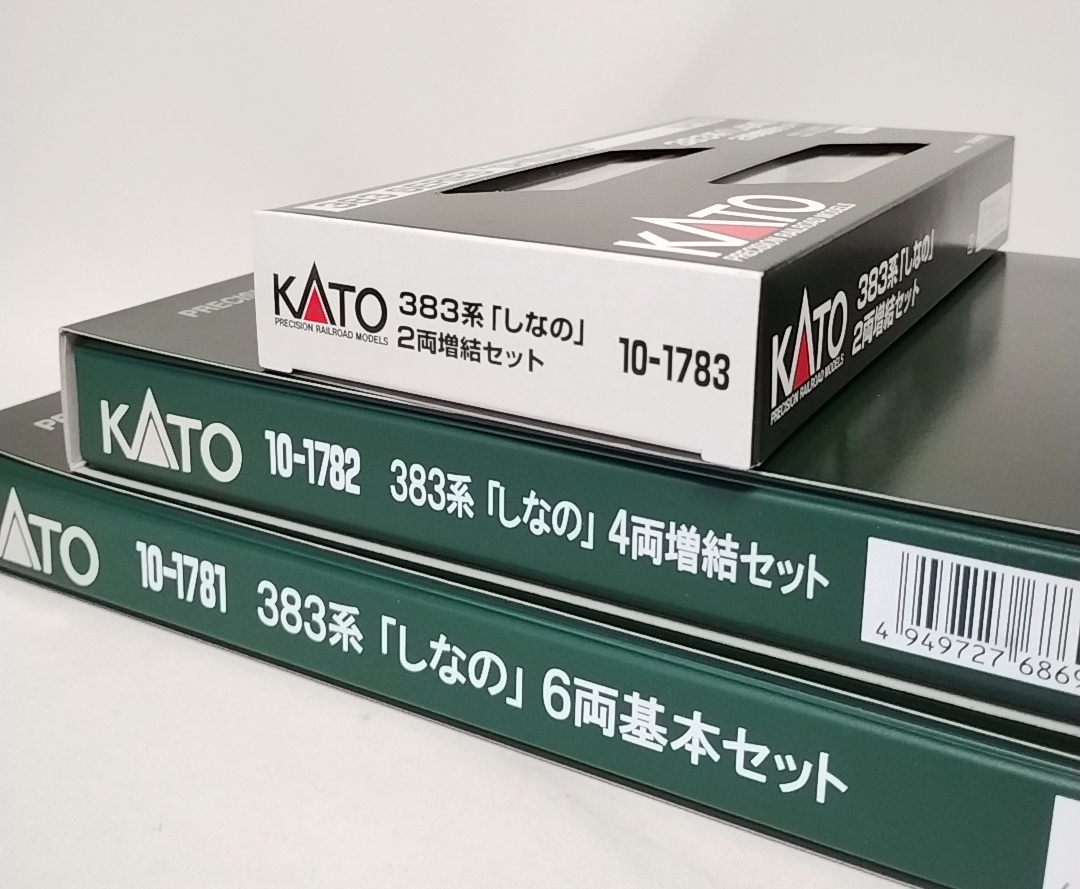 KATO
PRECISION RAILROAD MODELS
KATO
PRECISION RAILROAD MODELS
383系「しなの」
2両増結セット
10-1783
KATO
PRECISION RAILROAD MODELS
383系「しなの」
2両増結セット
KATO 10-1782 383系「しなの」4両増結セット
4 949727 6869
KATO 10-1781 383系「しなの」6両基本セット